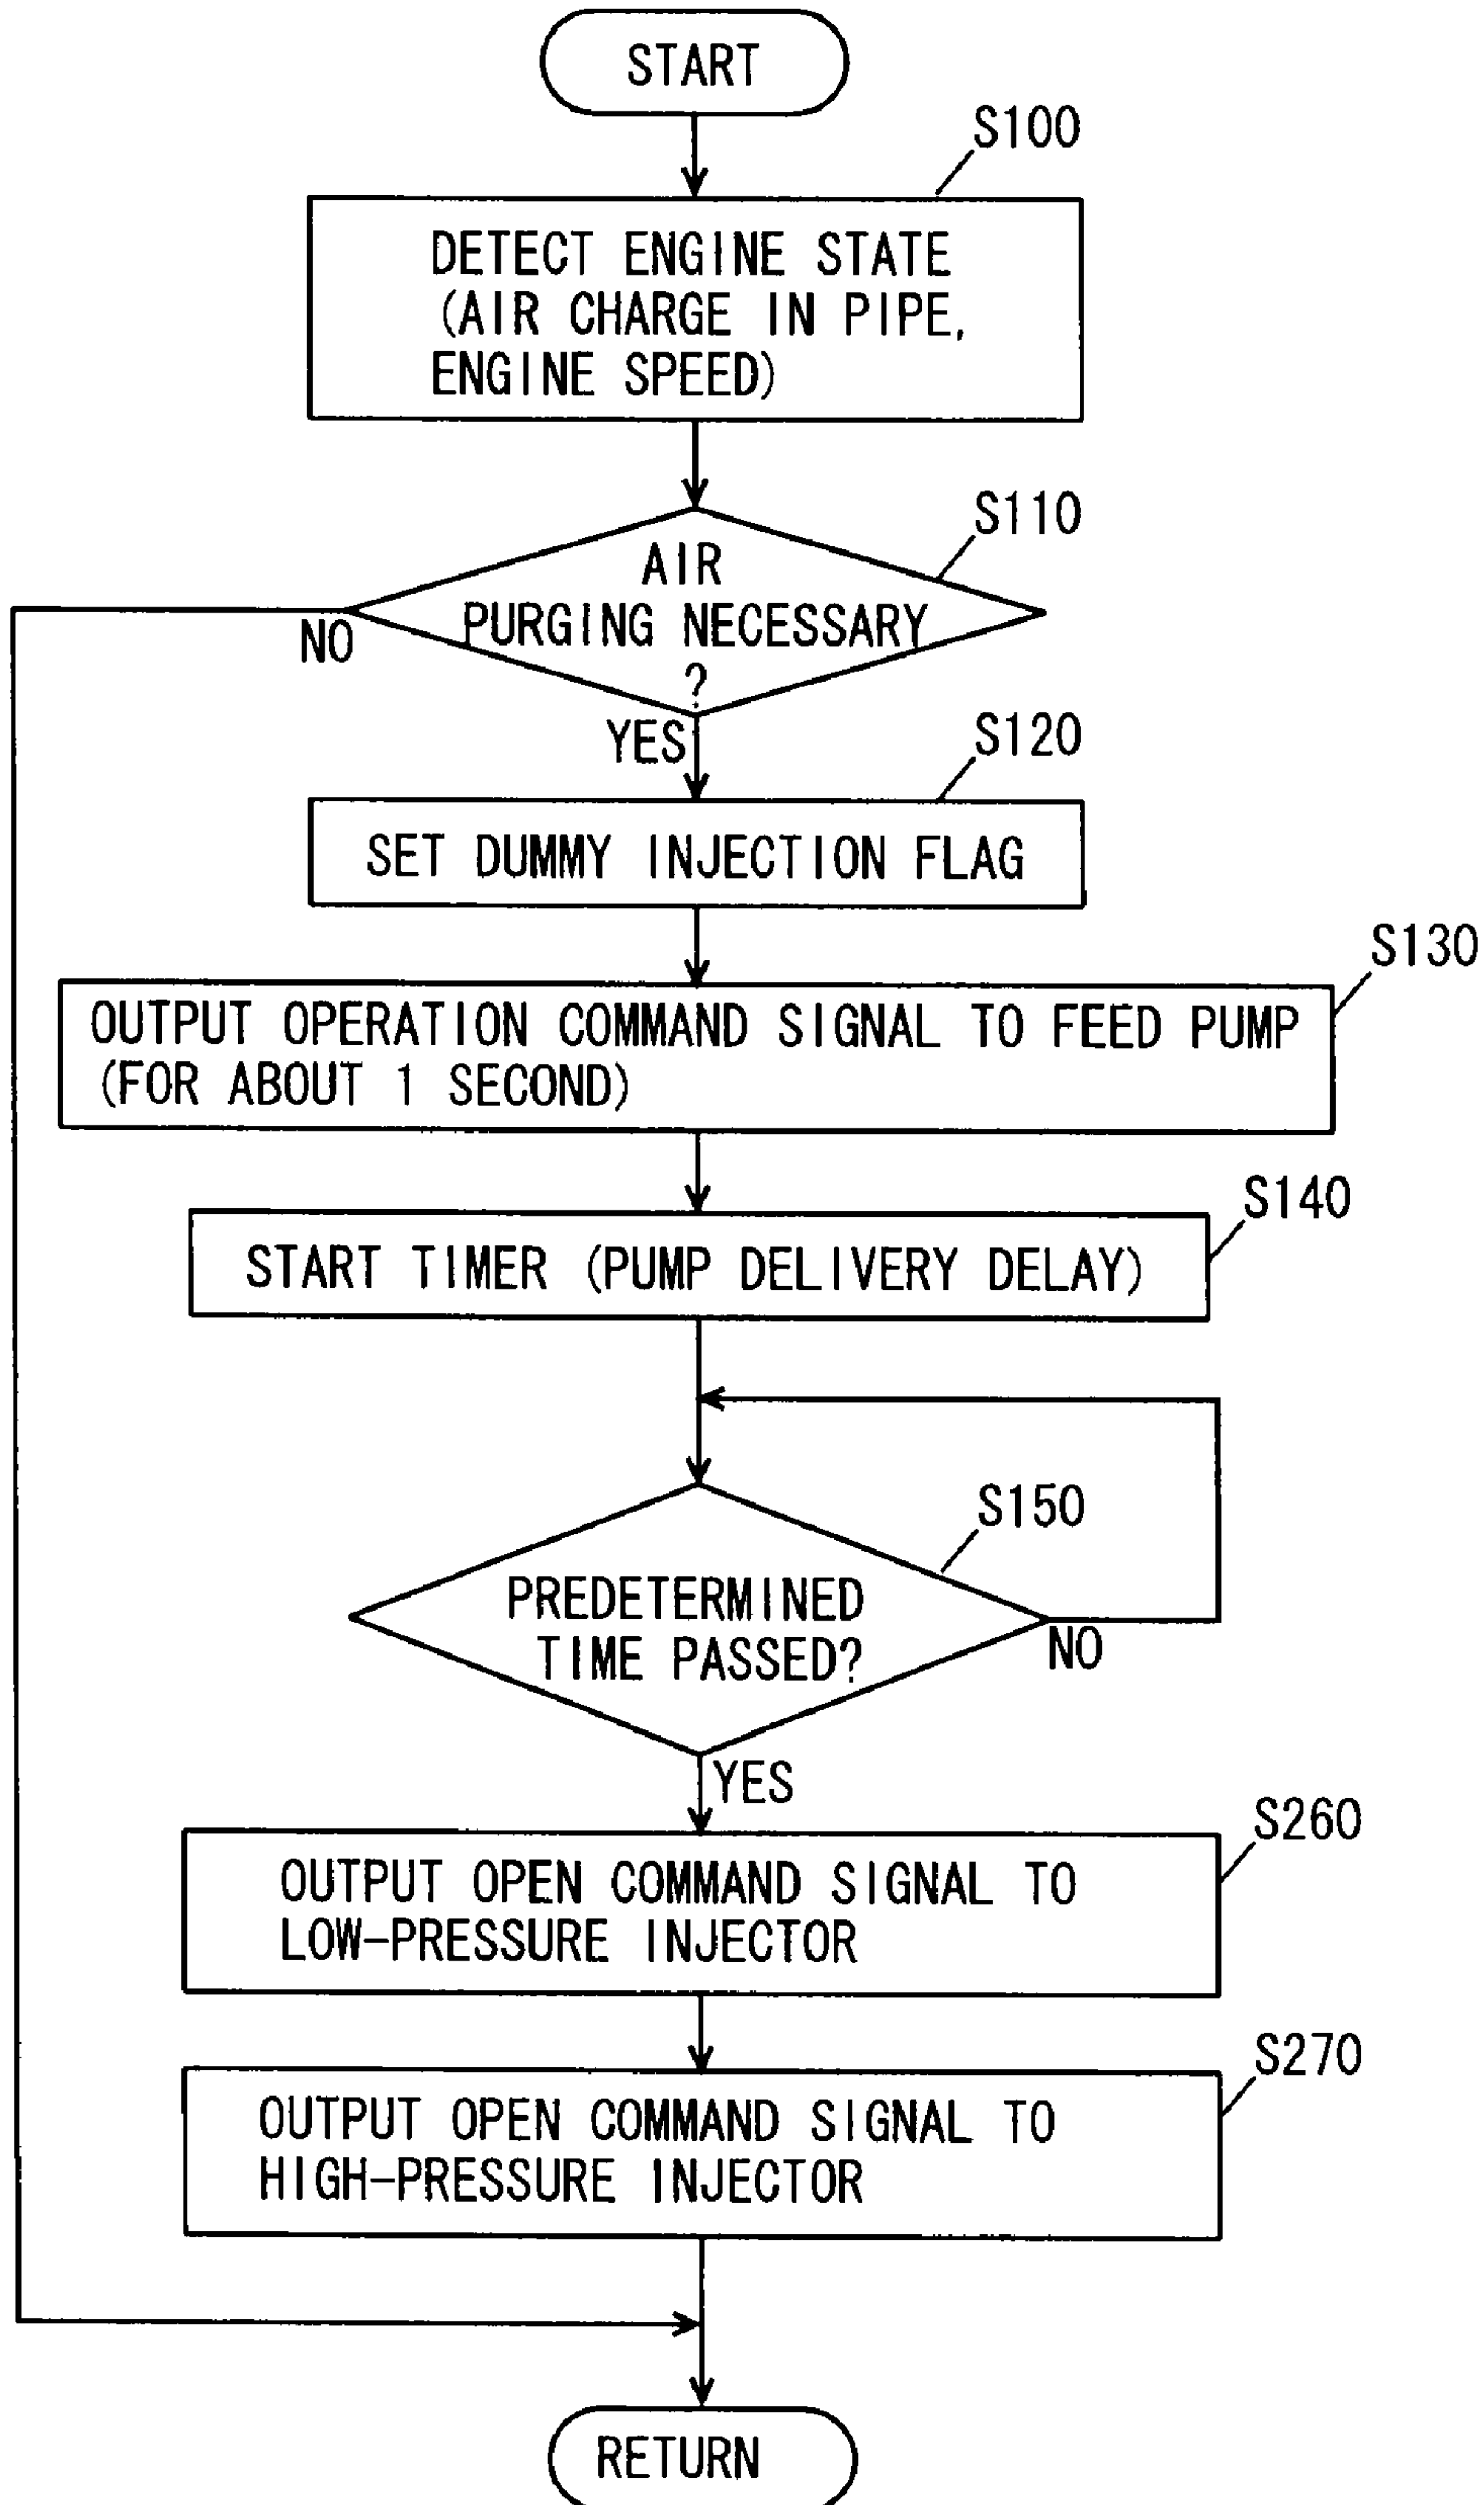 START
S100
DETECT ENGINE STATE
(AIR CHARGE IN PIPE,
ENGINE SPEED)
S110
AIR
PURGING NECESSARY
?
NO
YES
S120
SET DUMMY INJECTION FLAG
S130
OUTPUT OPERATION COMMAND SIGNAL TO FEED PUMP
(FOR ABOUT 1 SECOND)
S140
START TIMER (PUMP DELIVERY DELAY)
S150
PREDETERMINED
TIME PASSED?
NO
YES
S260
OUTPUT OPEN COMMAND SIGNAL TO
LOW-PRESSURE INJECTOR
S270
OUTPUT OPEN COMMAND SIGNAL TO
HIGH-PRESSURE INJECTOR
RETURN